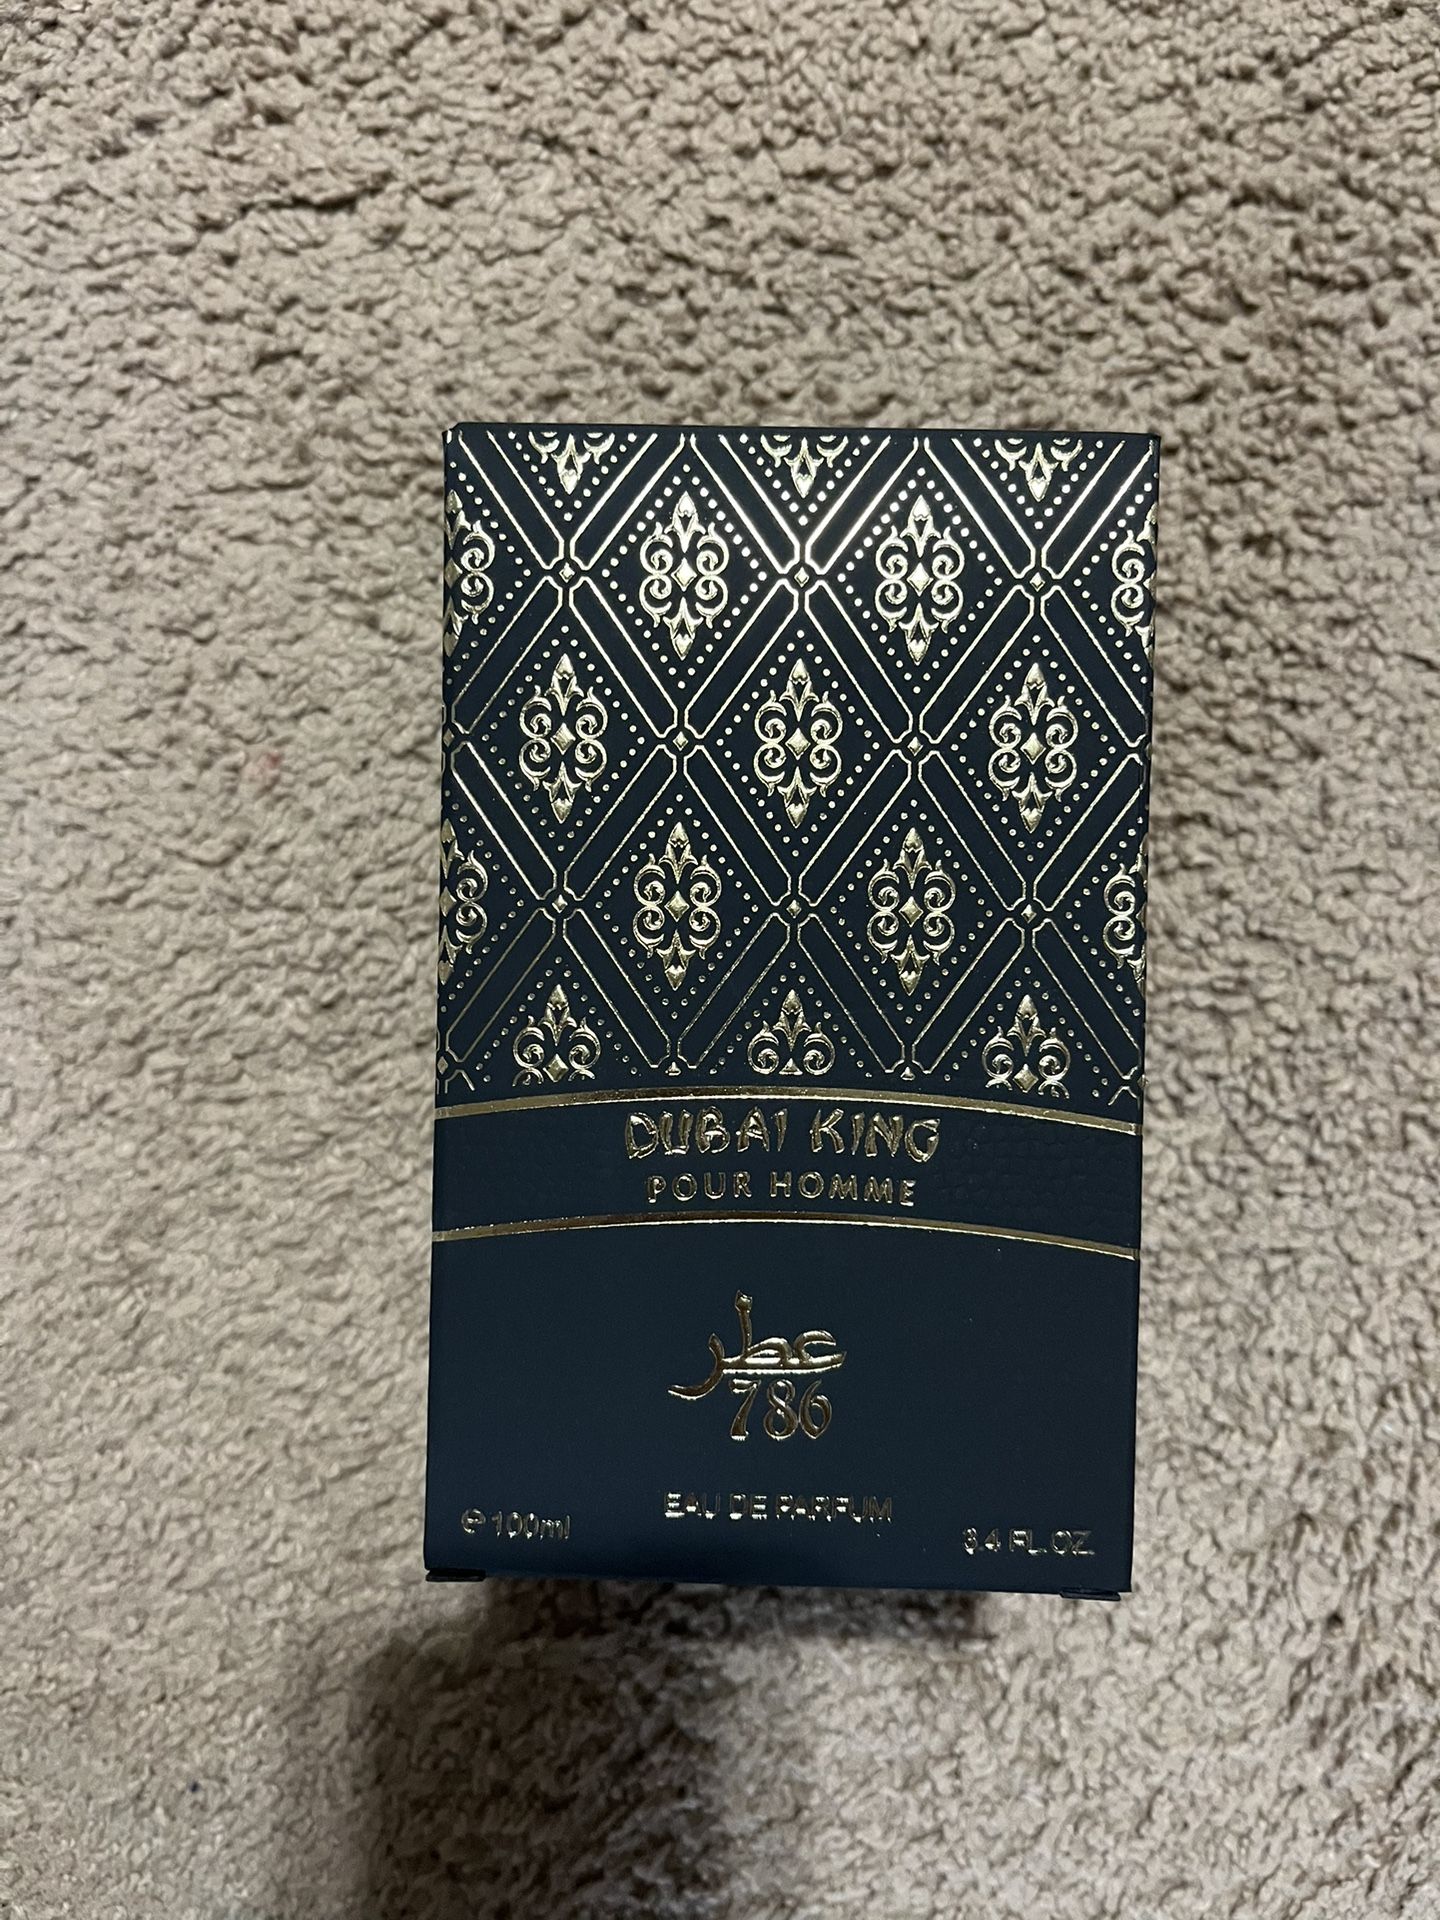 DUBAI KING
POUR HOMME
عطر
786
EAU DE PARFUM
℮ 100ml
3.4 FL. OZ.